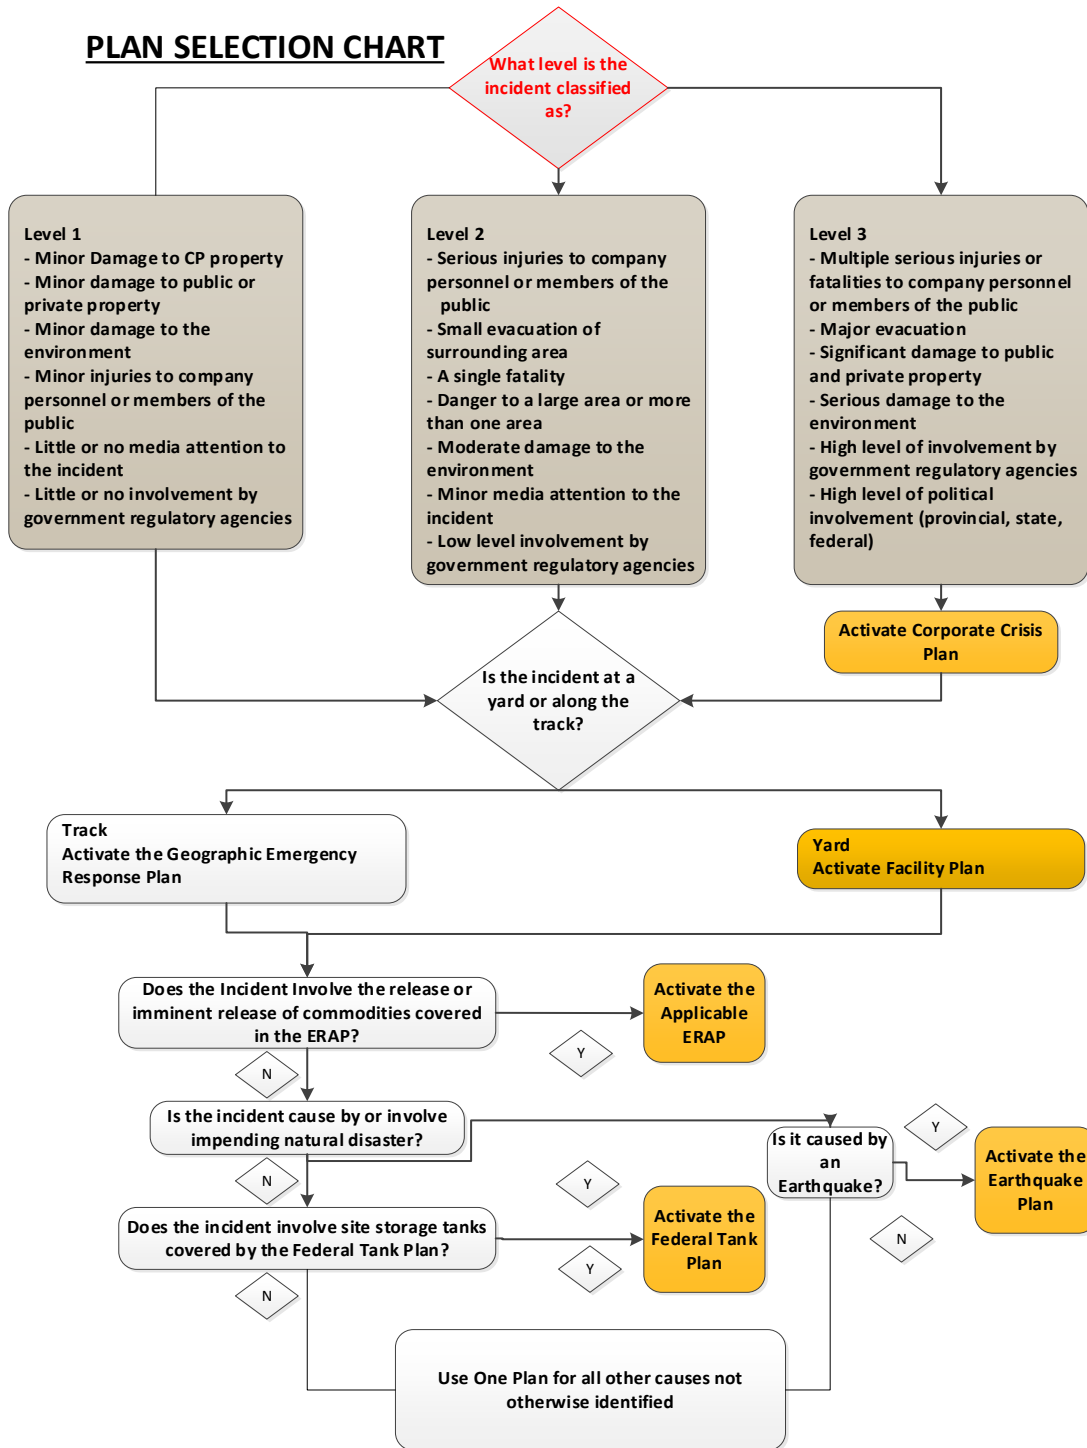 PLAN SELECTION CHART
What level is the
incident classified
as?
Level 1
- Minor Damage to CP property
- Minor damage to public or
private property
- Minor damage to the
environment
- Minor injuries to company
personnel or members of the
public
- Little or no media attention to
the incident
- Little or no involvement by
government regulatory agencies
Level 2
- Serious injuries to company
personnel or members of the
public
- Small evacuation of
surrounding area
- A single fatality
- Danger to a large area or more
than one area
- Moderate damage to the
environment
- Minor media attention to the
incident
- Low level involvement by
government regulatory agencies
Level 3
- Multiple serious injuries or
fatalities to company personnel
or members of the public
- Major evacuation
- Significant damage to public
and private property
- Serious damage to the
environment
- High level of involvement by
government regulatory agencies
- High level of political
involvement (provincial, state,
federal)
Activate Corporate Crisis
Plan
Is the incident at a
yard or along the
track?
Track
Activate the Geographic Emergency
Response Plan
Yard
Activate Facility Plan
Does the Incident Involve the release or
imminent release of commodities covered
in the ERAP?
Activate the
Applicable
ERAP
Y
N
Is the incident cause by or involve
impending natural disaster?
Is it caused by
an
Earthquake?
Y
Activate the
Earthquake
Plan
N
Y
N
Does the incident involve site storage tanks
covered by the Federal Tank Plan?
Activate the
Federal Tank
Plan
Y
N
Use One Plan for all other causes not
otherwise identified